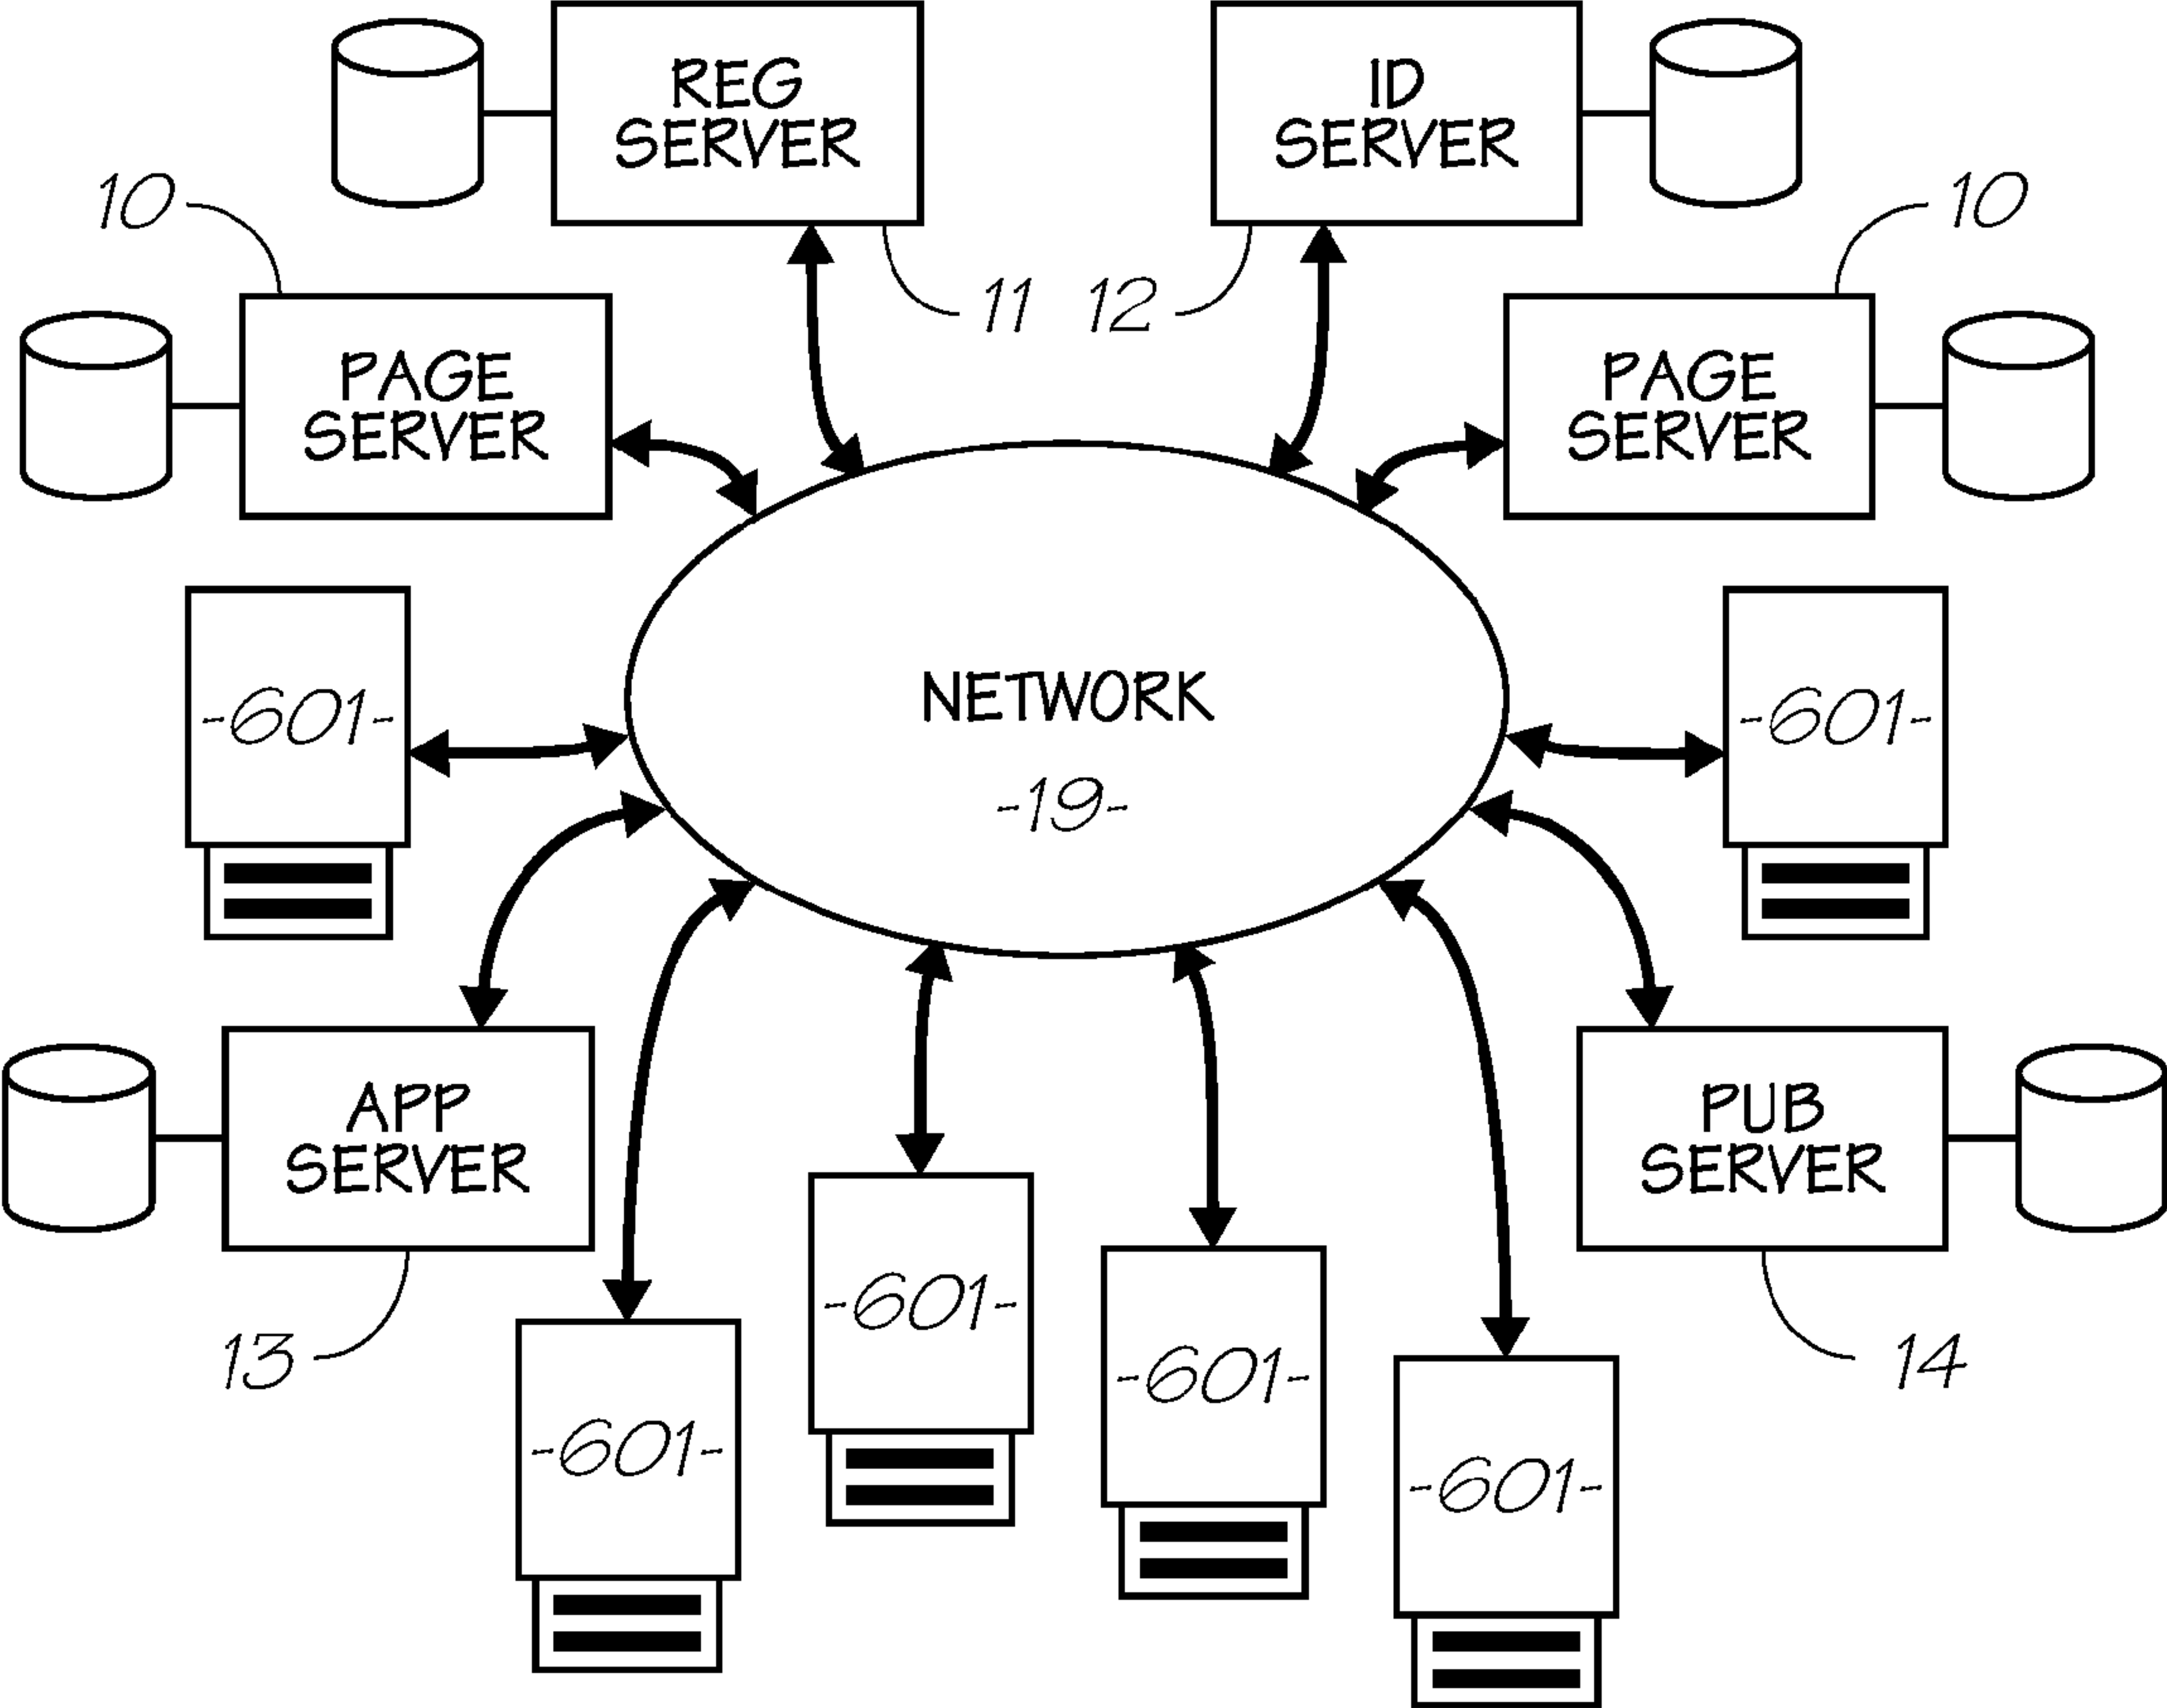 REG
SERVER
ID
SERVER
10
10
11
12
PAGE
SERVER
PAGE
SERVER
-601-
NETWORK
-19-
-601-
APP
SERVER
PUB
SERVER
13
-601-
-601-
-601-
-601-
14